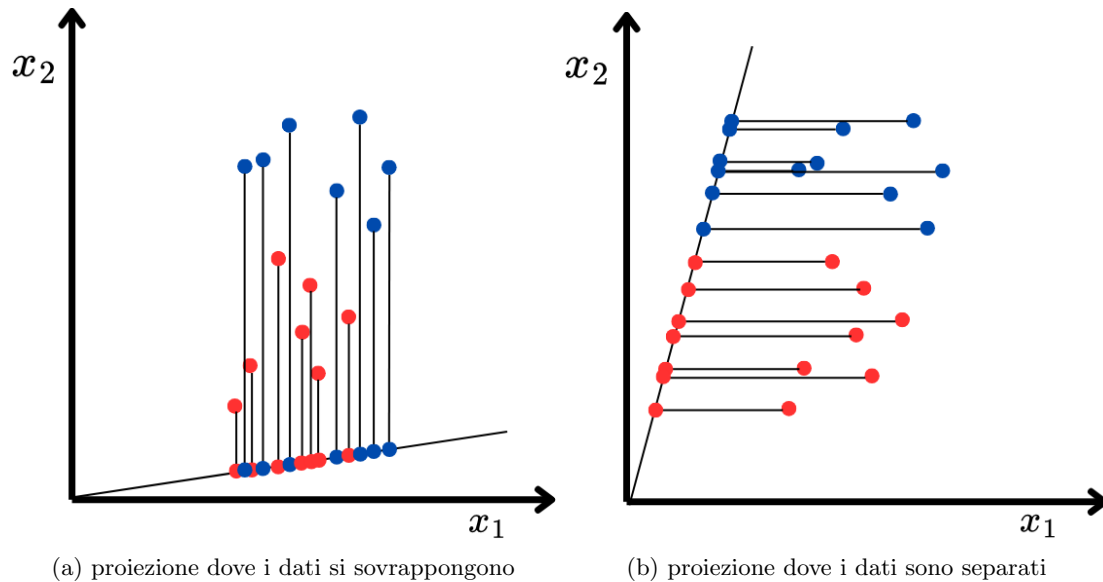 x₂
x₁
(a) proiezione dove i dati si sovrappongono
x₂
x₁
(b) proiezione dove i dati sono separati